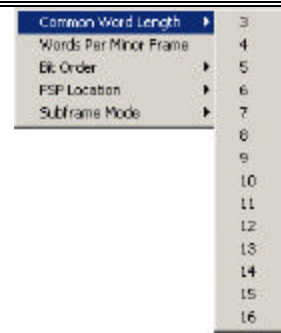 Common Word Length
Words Per Minor Frame
Bit Order
FSP Location
Subframe Mode
3
4
5
6
7
8
9
10
11
12
13
14
15
16